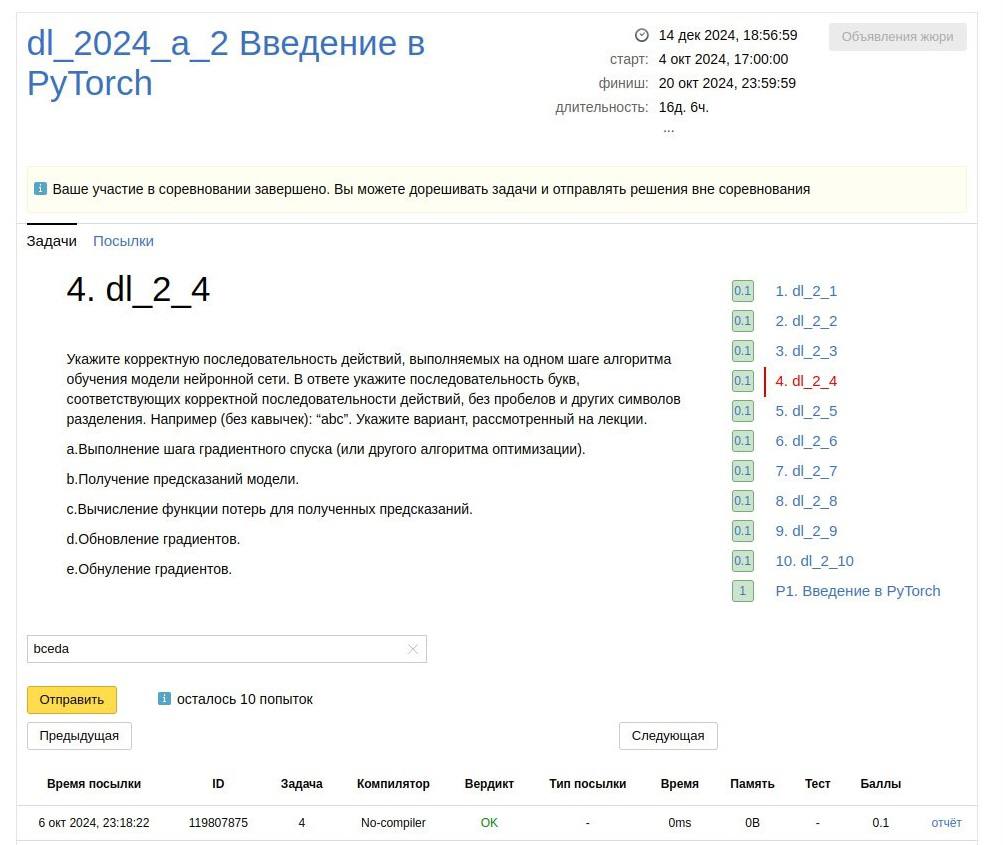 dl_2024_a_2 Введение в
PyTorch
14 дек 2024, 18:56:59
старт: 4 окт 2024, 17:00:00
финиш: 20 окт 2024, 23:59:59
длительность: 16д. 6ч.
...
Объявления жюри
Ваше участие в соревновании завершено. Вы можете дорешивать задачи и отправлять решения вне соревнования
Задачи Посылки
4. dl_2_4
Укажите корректную последовательность действий, выполняемых на одном шаге алгоритма
обучения модели нейронной сети. В ответе укажите последовательность букв,
соответствующих корректной последовательности действий, без пробелов и других символов
разделения. Например (без кавычек): “abc”. Укажите вариант, рассмотренный на лекции.
a.Выполнение шага градиентного спуска (или другого алгоритма оптимизации).
b.Получение предсказаний модели.
c.Вычисление функции потерь для полученных предсказаний.
d.Обновление градиентов.
e.Обнуление градиентов.
0.1 1. dl_2_1
0.1 2. dl_2_2
0.1 3. dl_2_3
0.1 4. dl_2_4
0.1 5. dl_2_5
0.1 6. dl_2_6
0.1 7. dl_2_7
0.1 8. dl_2_8
0.1 9. dl_2_9
0.1 10. dl_2_10
1 P1. Введение в PyTorch
bceda
Отправить осталось 10 попыток
Предыдущая Следующая
Время посылки ID Задача Компилятор Вердикт Тип посылки Время Память Тест Баллы
6 окт 2024, 23:18:22 119807875 4 No-compiler OK - 0ms 0B - 0.1 отчёт